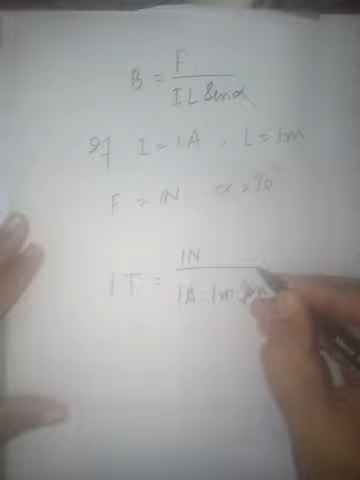 B = F / IL Sinα
If I = 1A , L = 1m
F = 1N α = 90°
1T = 1N / 1A . 1m